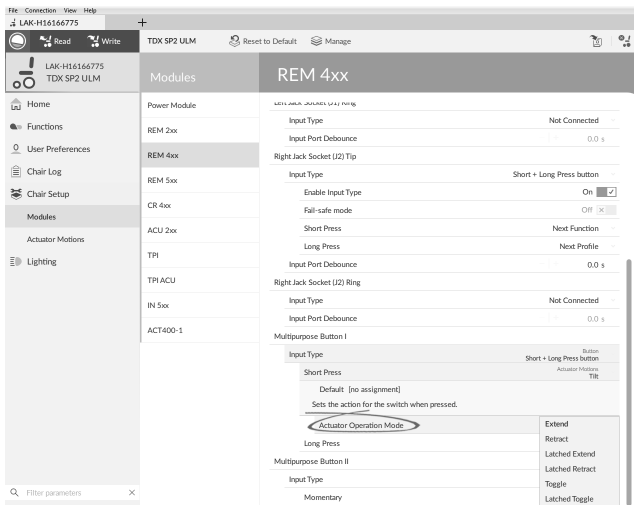 File Connection View Help
LAK-H16166775
Read Write TDX SP2 ULM Reset to Default Manage
LAK-H16166775
TDX SP2 ULM
Modules
REM 4xx
Home
Functions
User Preferences
Chair Log
Chair Setup
Modules
Actuator Motions
Lighting
Filter parameters
Power Module
REM 2xx
REM 4xx
REM 5xx
CR 4xx
ACU 2xx
TPI
TPI ACU
IN 5xx
ACT400-1
Left Jack Socket (J1) Ring
Input Type Not Connected
Input Port Debounce 0.0 s
Right Jack Socket (J2) Tip
Input Type Short + Long Press button
Enable Input Type On
Fail-safe mode Off
Short Press Next Function
Long Press Next Profile
Input Port Debounce 0.0 s
Right Jack Socket (J2) Ring
Input Type Not Connected
Input Port Debounce 0.0 s
Multipurpose Button I
Input Type Button
Short + Long Press button
Short Press Actuator Motions
Tilt
Default [no assignment]
Sets the action for the switch when pressed.
Actuator Operation Mode
Long Press
Multipurpose Button II
Input Type
Momentary
Extend
Retract
Latched Extend
Latched Retract
Toggle
Latched Toggle